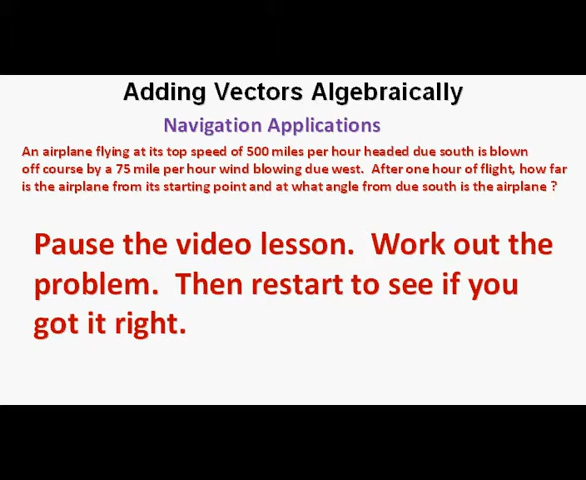 Adding Vectors Algebraically
Navigation Applications
An airplane flying at its top speed of 500 miles per hour headed due south is blown
off course by a 75 mile per hour wind blowing due west.  After one hour of flight, how far
is the airplane from its starting point and at what angle from due south is the airplane ?
Pause the video lesson.  Work out the
problem.  Then restart to see if you
got it right.